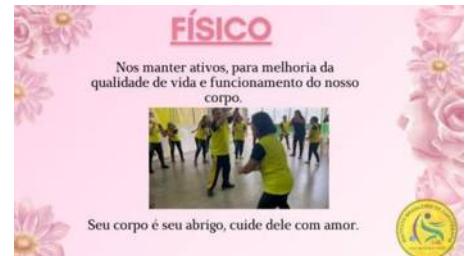 FÍSICO
Nos manter ativos, para melhoria da
qualidade de vida e funcionamento do nosso
corpo.
Seu corpo é seu abrigo, cuide dele com amor.